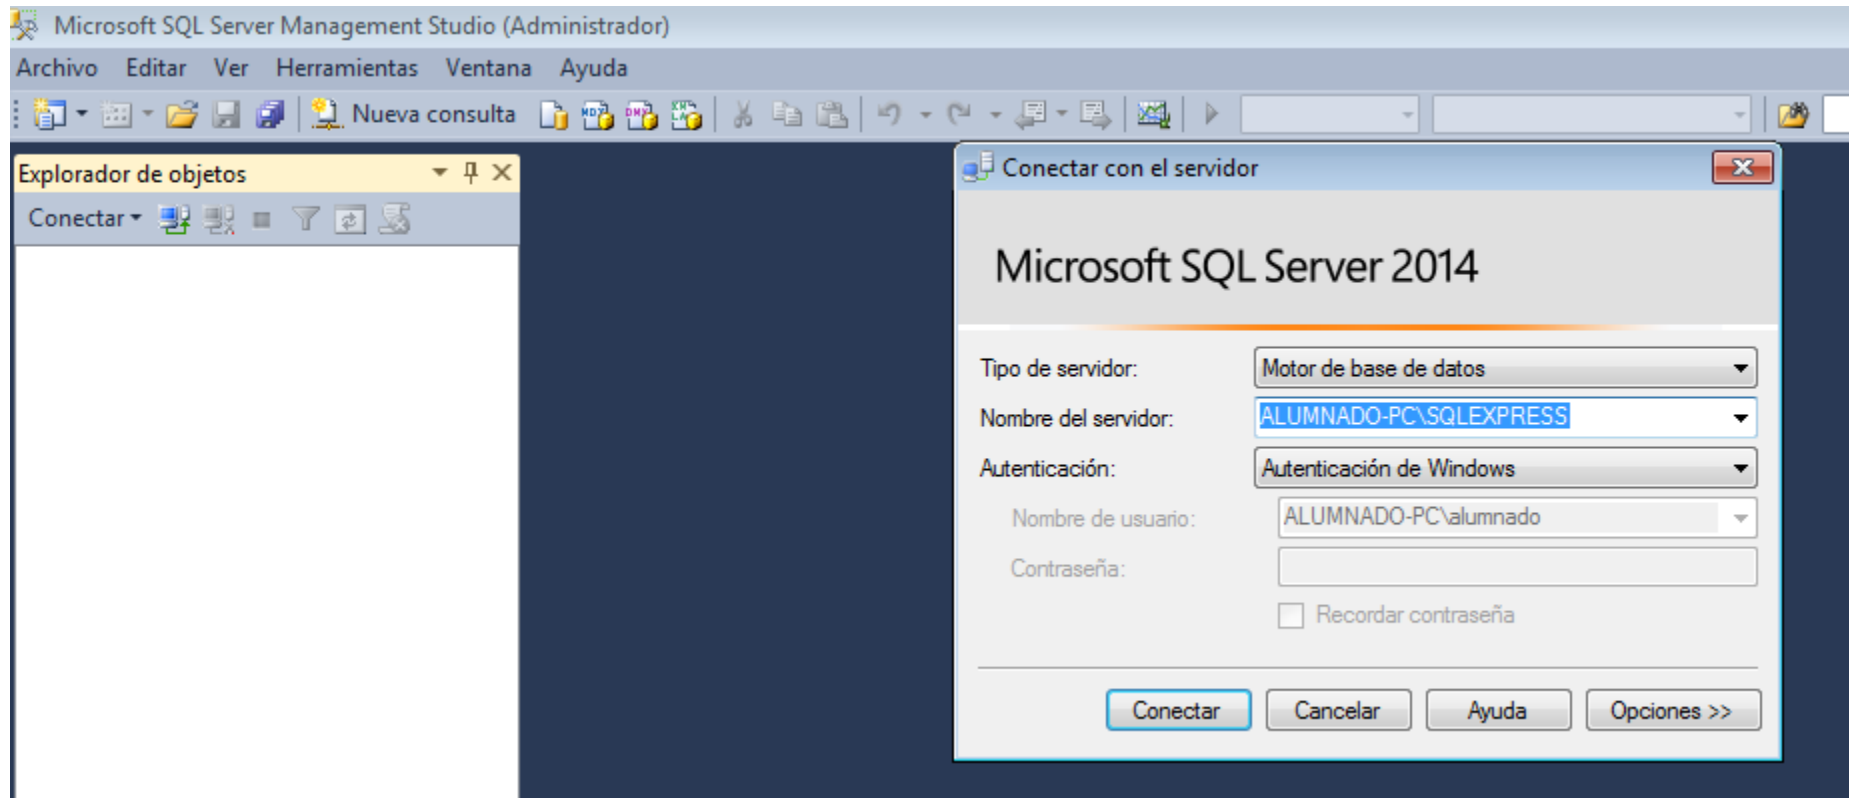 Microsoft SQL Server Management Studio (Administrador)
Archivo Editar Ver Herramientas Ventana Ayuda
Nueva consulta
Explorador de objetos
Conectar
Conectar con el servidor
Microsoft SQL Server 2014
Tipo de servidor: Motor de base de datos
Nombre del servidor: ALUMNADO-PC\SQLEXPRESS
Autenticación: Autenticación de Windows
Nombre de usuario: ALUMNADO-PC\alumnado
Contraseña:
Recordar contraseña
Conectar Cancelar Ayuda Opciones >>